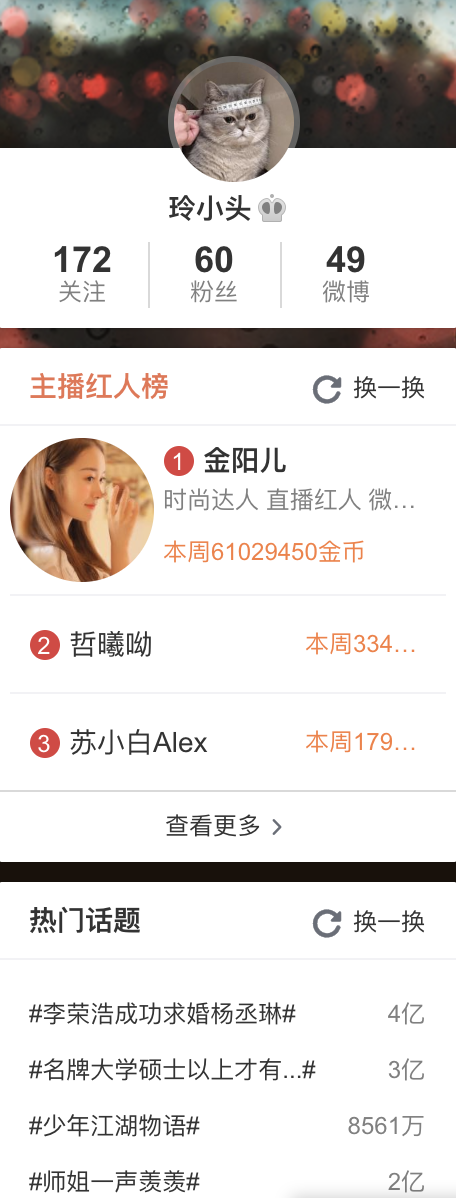 玲小头
172 60 49
关注 粉丝 微博
主播红人榜 换一换
1 金阳儿
时尚达人 直播红人 微...
本周61029450金币
2 哲曦呦 本周334...
3 苏小白Alex 本周179...
查看更多
热门话题 换一换
#李荣浩成功求婚杨丞琳# 4亿
#名牌大学硕士以上才有...# 3亿
#少年江湖物语# 8561万
#师姐一声羡羡# 2亿